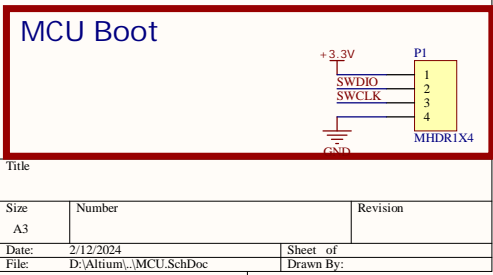 MCU Boot
+3.3V
P1
1
SWDIO
2
SWCLK
3
4
GND
MHDR1X4
Title
Size Number Revision
A3
Date: 2/12/2024 Sheet of
File: D:\Altium\..\MCU.SchDoc Drawn By: